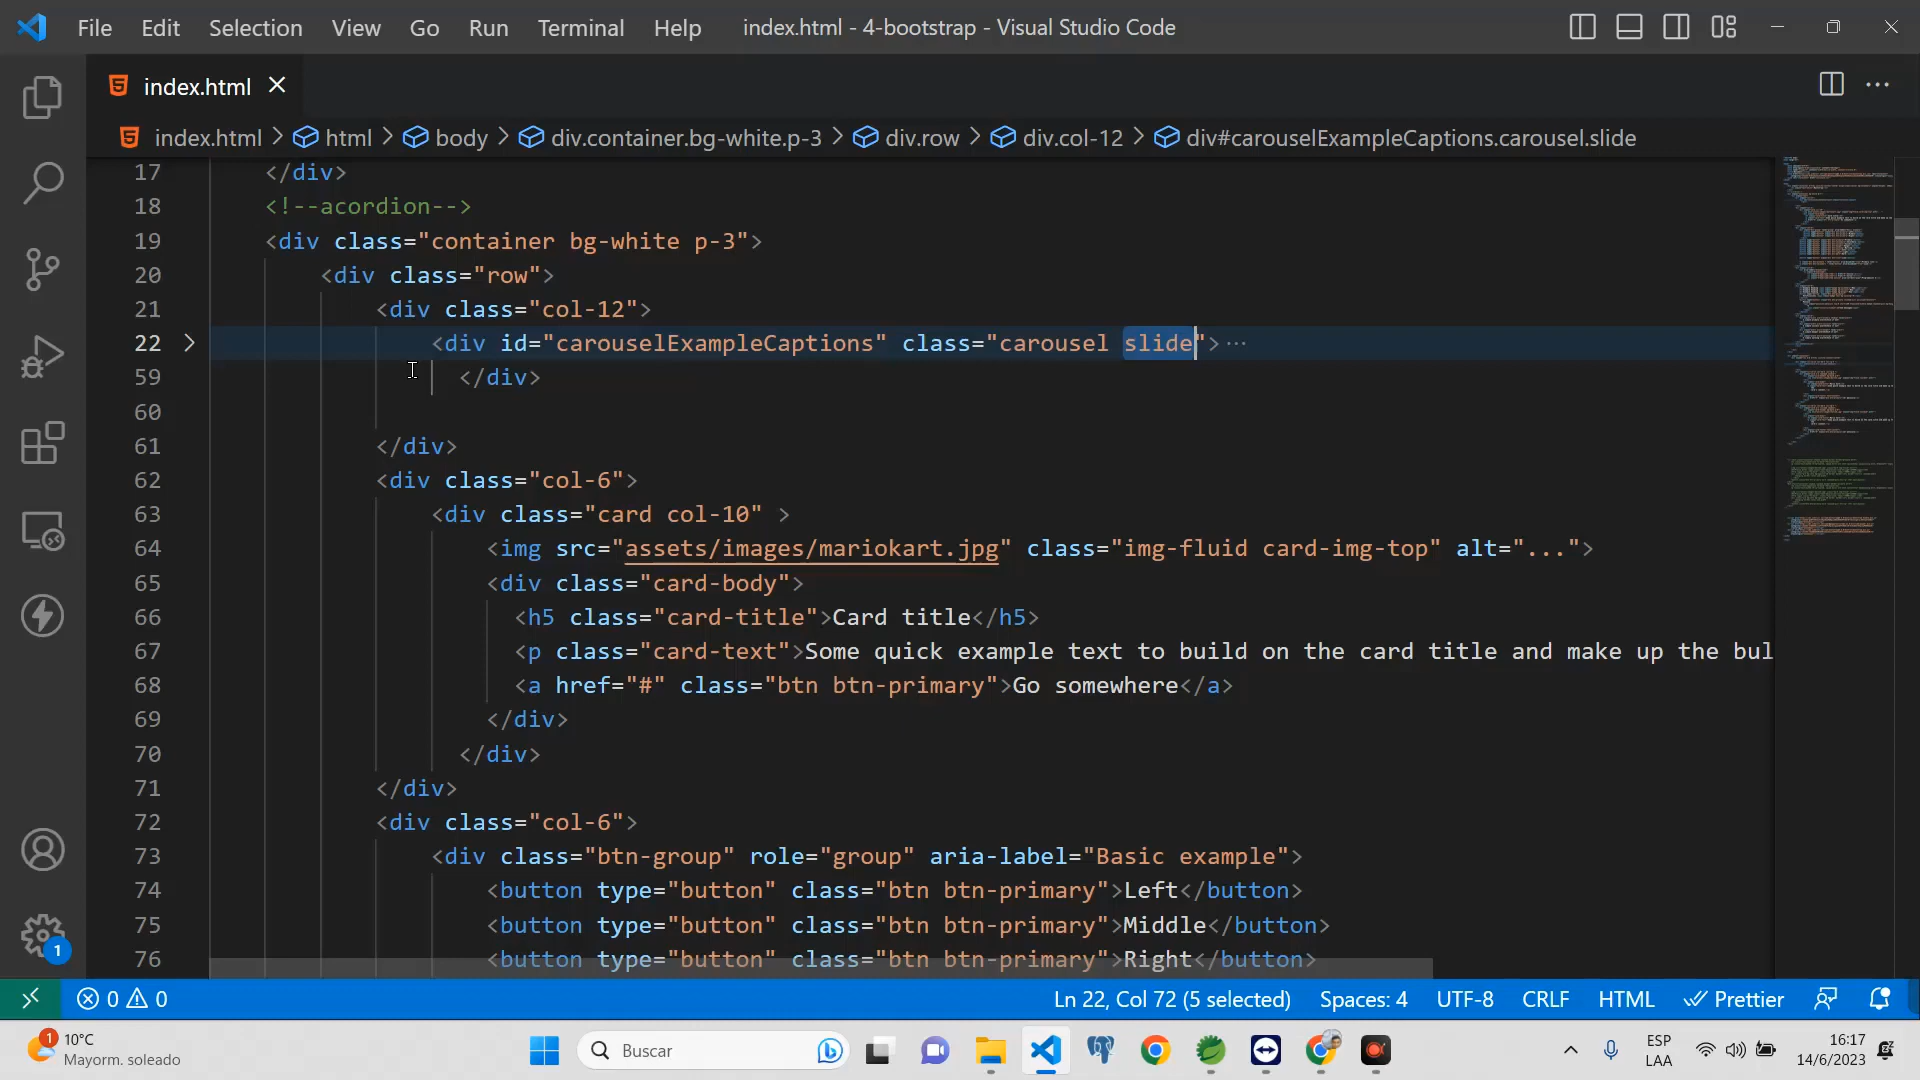 File Edit Selection View Go Run Terminal Help index.html - 4-bootstrap - Visual Studio Code
index.html
index.html > html > body > div.container.bg-white.p-3 > div.row > div.col-12 > div#carouselExampleCaptions.carousel.slide
17 </div>
18 <!--acordion-->
19 <div class="container bg-white p-3">
20 <div class="row">
21 <div class="col-12">
22 <div id="carouselExampleCaptions" class="carousel slide">···
59 </div>
60
61 </div>
62 <div class="col-6">
63 <div class="card col-10" >
64 <img src="assets/images/mariokart.jpg" class="img-fluid card-img-top" alt="...">
65 <div class="card-body">
66 <h5 class="card-title">Card title</h5>
67 <p class="card-text">Some quick example text to build on the card title and make up the bul
68 <a href="#" class="btn btn-primary">Go somewhere</a>
69 </div>
70 </div>
71 </div>
72 <div class="col-6">
73 <div class="btn-group" role="group" aria-label="Basic example">
74 <button type="button" class="btn btn-primary">Left</button>
75 <button type="button" class="btn btn-primary">Middle</button>
76 <button type="button" class="btn btn-primary">Right</button>
1
0 0 Ln 22, Col 72 (5 selected) Spaces: 4 UTF-8 CRLF HTML Prettier
1 10°C
Mayorm. soleado
Buscar
ESP
LAA
16:17
14/6/2023